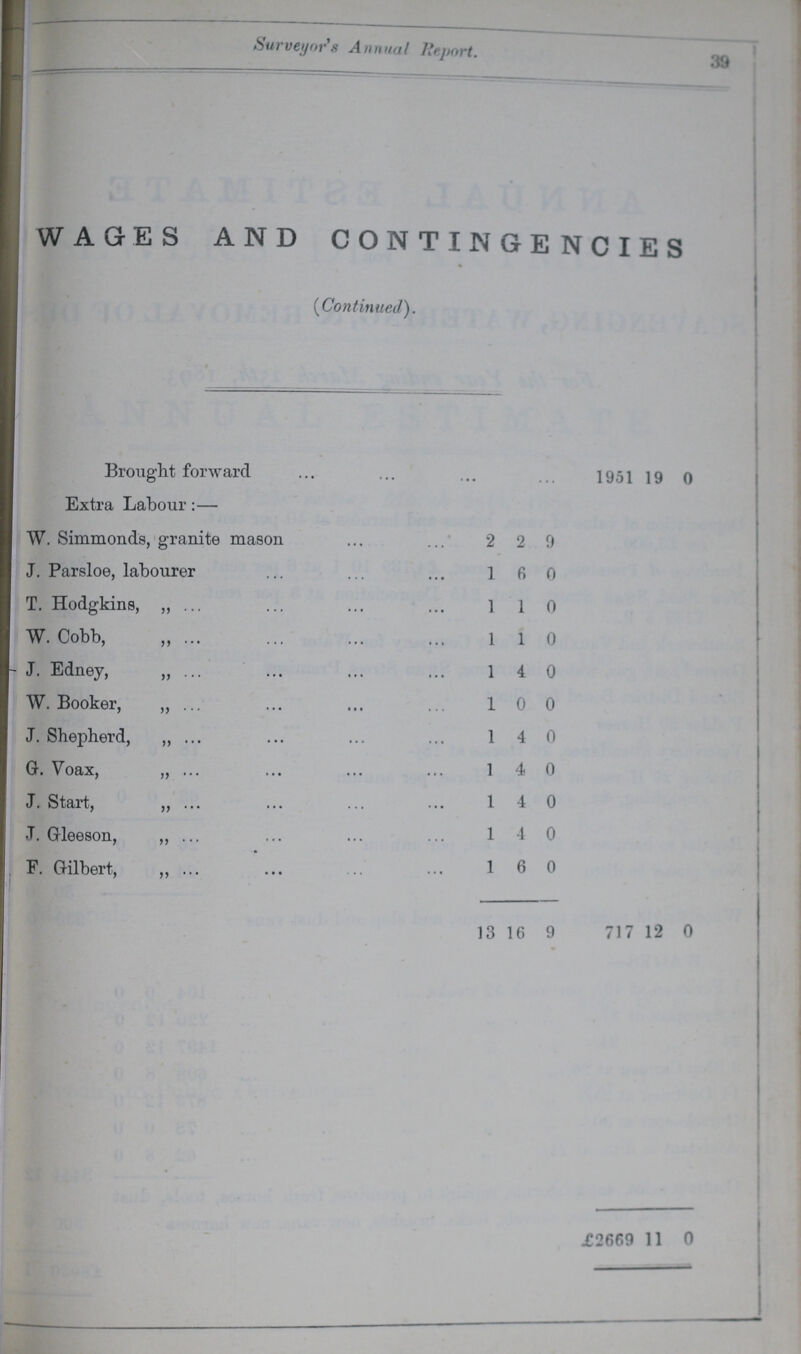 Surveyor's Annual Report. 39
WAGES AND CONTINGENCIES
(Continued).
Brought forward ... ... ... ... 1951 19 0
Extra Labour :—
W. Simmonds, granite mason ... ... 2 2 9
J. Parsloe, labourer ... ... ... 1 6 0
T. Hodgkins, „ ... ... ... ... 1 1 0
W. Cobb, „ ... ... ... ... 1 1 0
J. Edney, „ ... ... ... ... 1 4 0
W. Booker, „ ... ... ... ... 1 0 0
J. Shepherd, „ ... ... ... ... 1 4 0
G. Voax, „ ... ... ... ... 1 4 0
J. Start, „ ... ... ... ... 1 4 0
J. Gleeson, „ ... ... ... ... 1 4 0
F. Gilbert, „ ... ... ... ... 1 6 0
13 16 9 717 12 0
£2669 11 0